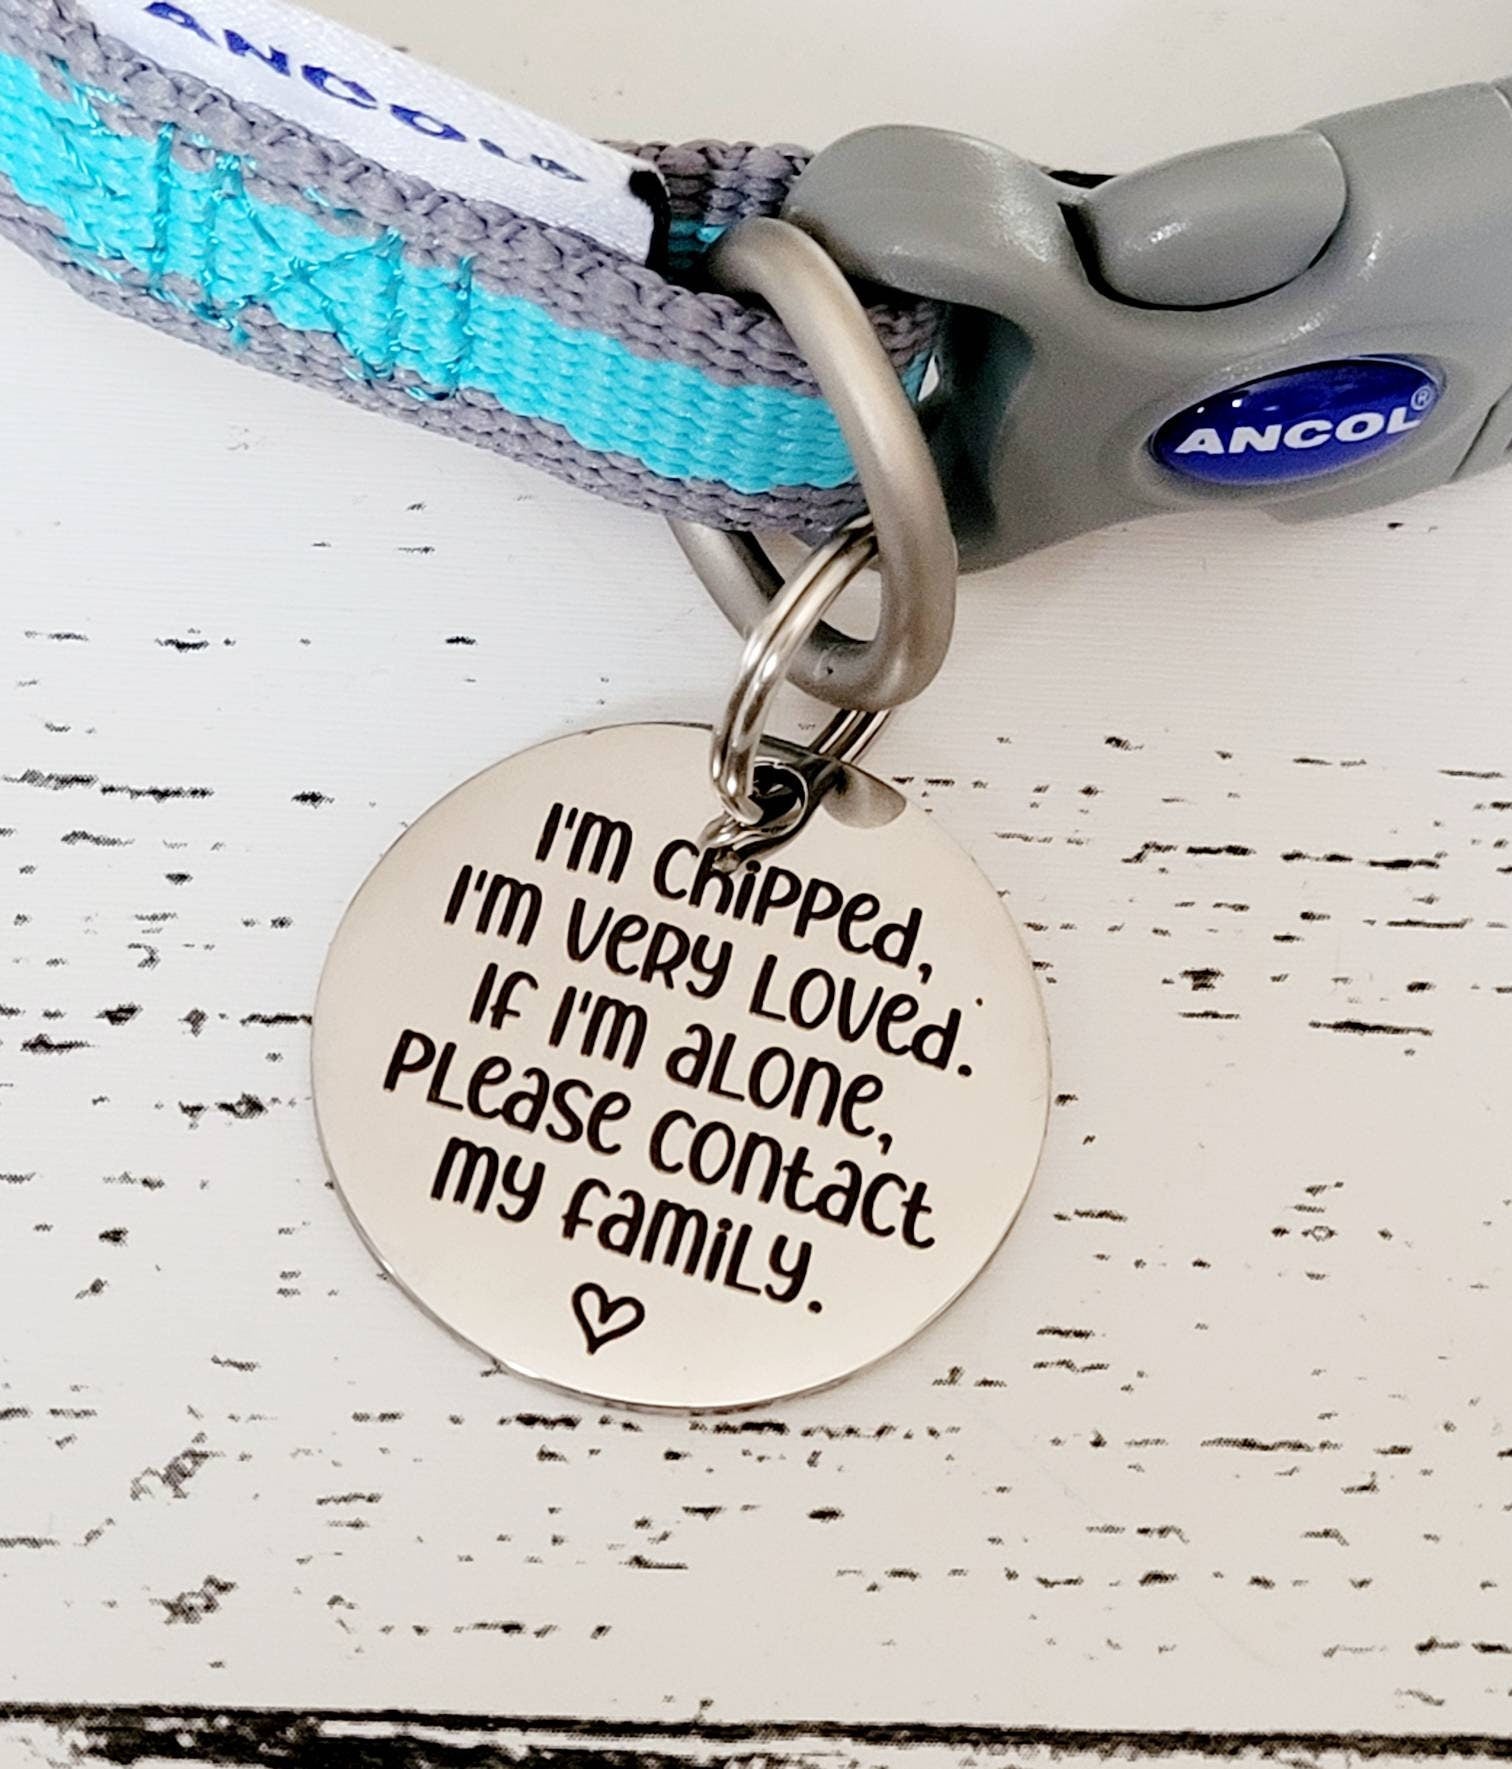 ANCOL
ANCOL®
I'm chipped,
I'm very loved.
If I'm alone,
please contact
my family.